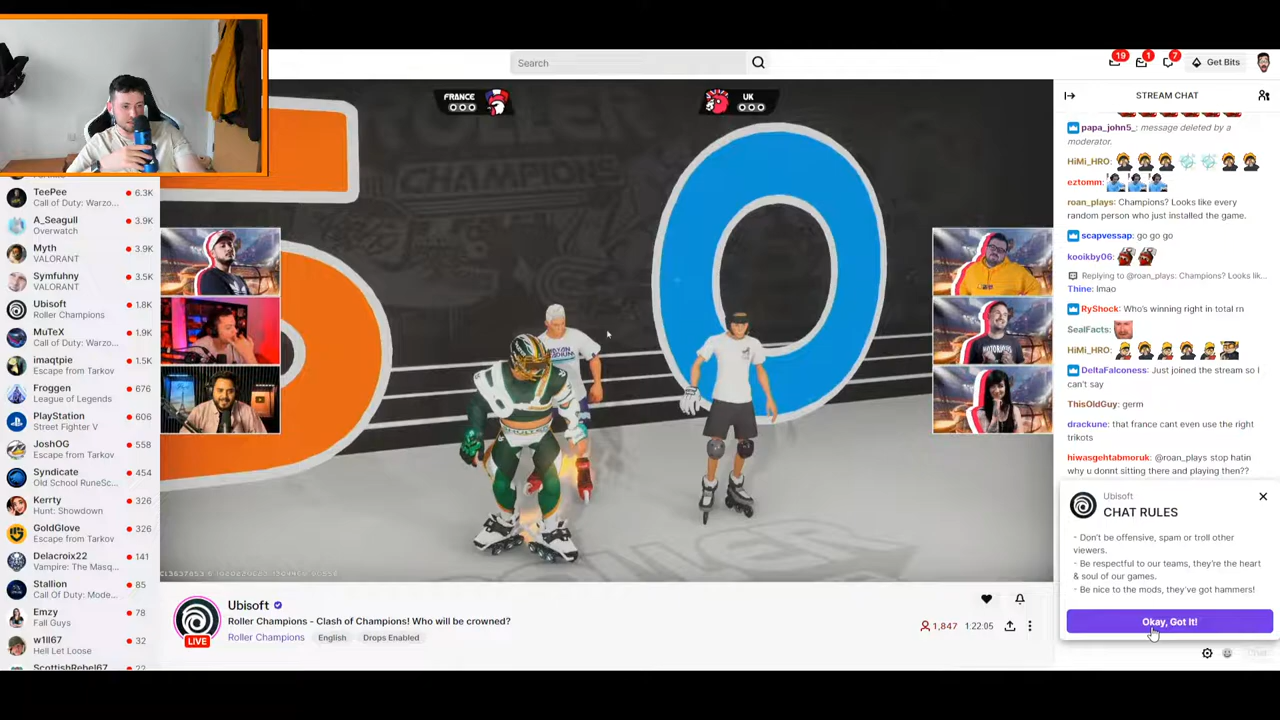 Search
19
1
7
Get Bits
TeePee
6.3K
Call of Duty: Warzo...
A_Seagull
3.9K
Overwatch
Myth
3.9K
VALORANT
Symfuhny
3.5K
VALORANT
Ubisoft
1.8K
Roller Champions
MuTeX
1.9K
Call of Duty: Warzo...
imaqtpie
1.5K
Escape from Tarkov
Froggen
676
League of Legends
PlayStation
606
Street Fighter V
JoshOG
558
Escape from Tarkov
Syndicate
454
Old School RuneSc...
Kerrty
326
Hunt: Showdown
GoldGlove
326
Escape from Tarkov
Delacroix22
141
Vampire: The Masq...
Stallion
85
Call Of Duty: Mode...
Emzy
78
Fall Guys
w1ll67
32
Hell Let Loose
ScottishRebel67
22
FRANCE
UK
O
Ubisoft
LIVE
Roller Champions - Clash of Champions! Who will be crowned?
Roller Champions
English
Drops Enabled
1,847
1:22:05
STREAM CHAT
papa_john5_: message deleted by a
moderator.
HiMi_HRO:
eztomm:
roan_plays: Champions? Looks like every
random person who just installed the game.
scapvessap: go go go
kooikby06:
Replying to @roan_plays: Champions? Looks lik...
Thine: lmao
RyShock: Who's winning right in total rn
SealFacts:
HiMi_HRO:
DeltaFalconess: Just joined the stream so I
can't say
ThisOldGuy: germ
drackune: that france cant even use the right
trikots
hiwasgehtabmoruk: @roan_plays stop hatin
why u donnt sitting there and playing then??
Ubisoft
CHAT RULES
- Don't be offensive, spam or troll other
viewers.
- Be respectful to our teams, they're the heart
& soul of our games.
- Be nice to the mods, they've got hammers!
Okay, Got It!
Chat